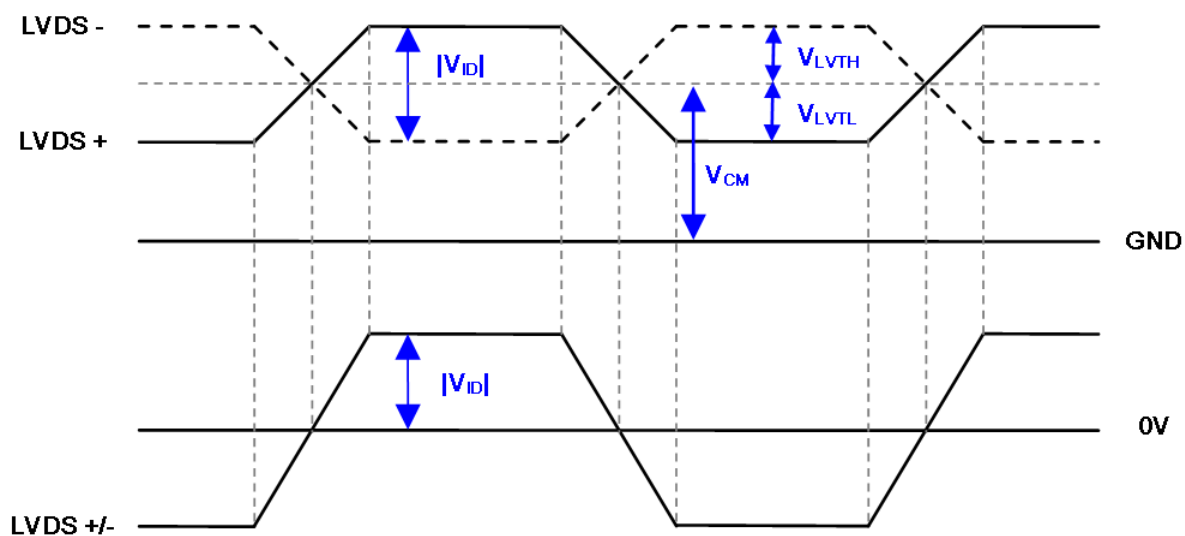 LVDS -
|VID|
VLVTH
LVDS +
VLVTL
VCM
GND
|VID|
0V
LVDS +/-